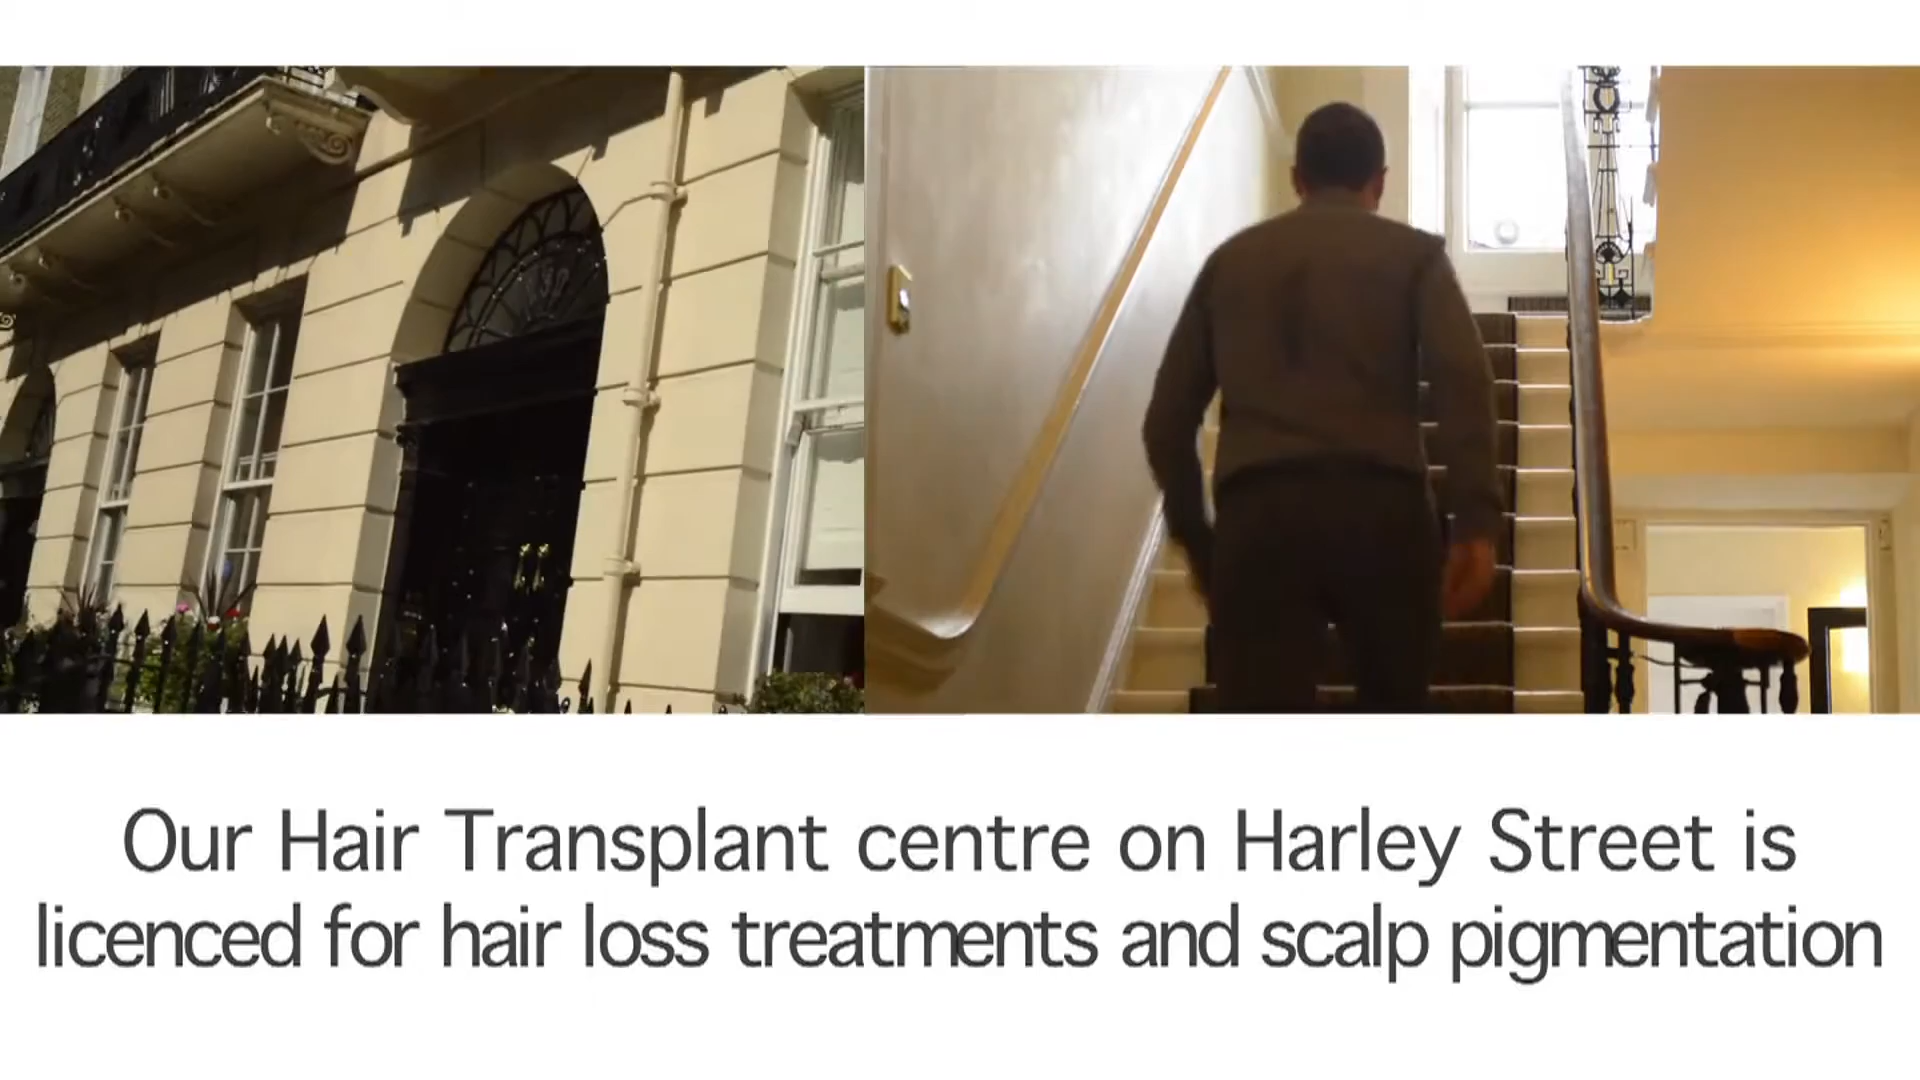 Our Hair Transplant centre on Harley Street is
licenced for hair loss treatments and scalp pigmentation